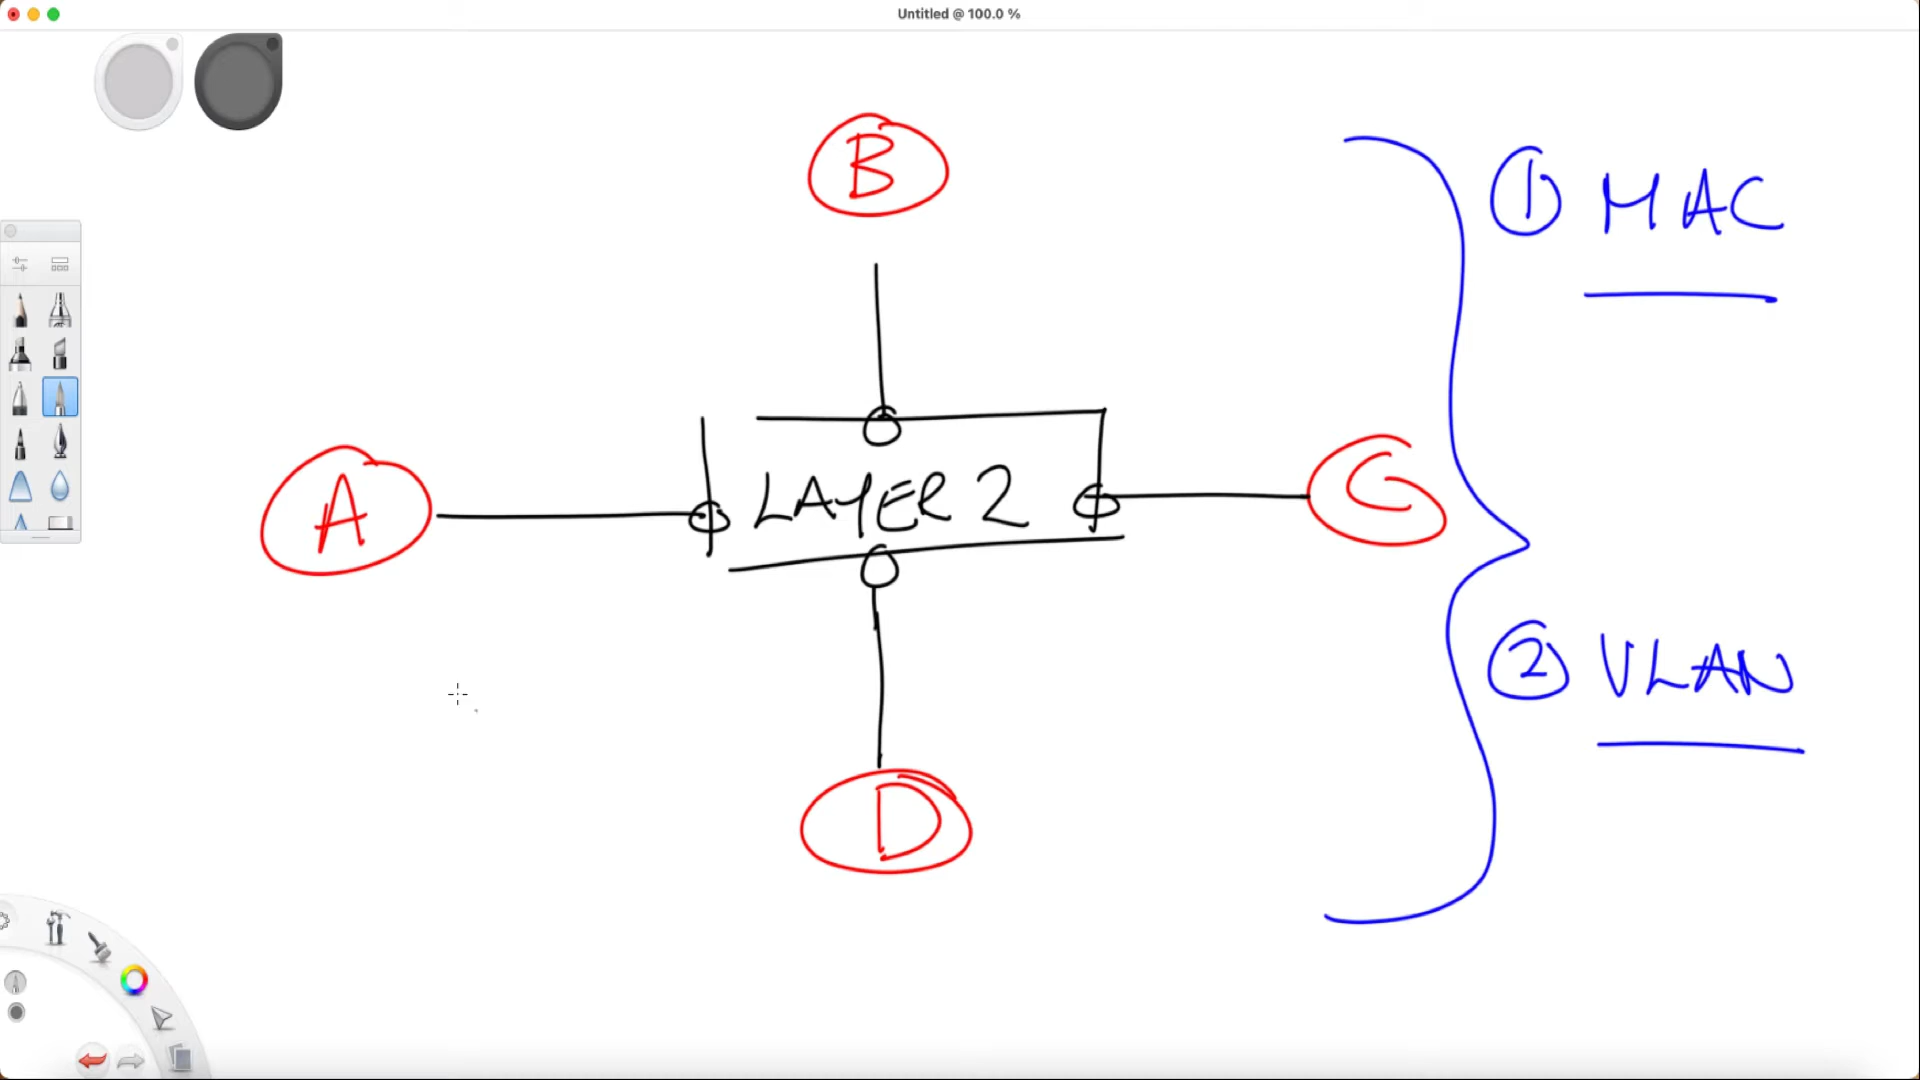 Untitled @ 100.0 %
B
① MAC
A
LAYER 2
C
② VLAN
D